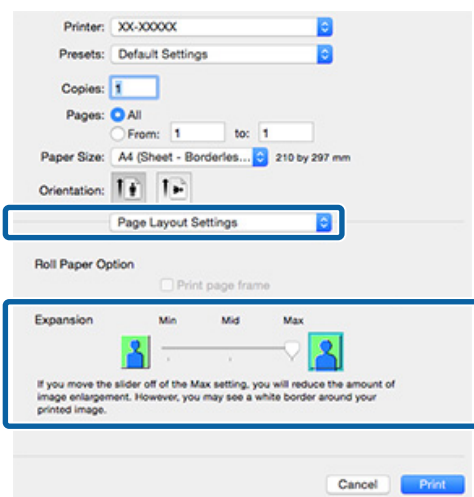 Printer: XX-XXXXX
Presets: Default Settings
Copies: 1
Pages: All
From: 1 to: 1
Paper Size: A4 (Sheet - Borderles... 210 by 297 mm
Orientation:
Page Layout Settings
Roll Paper Option
Print page frame
Expansion Min Mid Max
If you move the slider off of the Max setting, you will reduce the amount of
image enlargement. However, you may see a white border around your
printed image.
Cancel Print